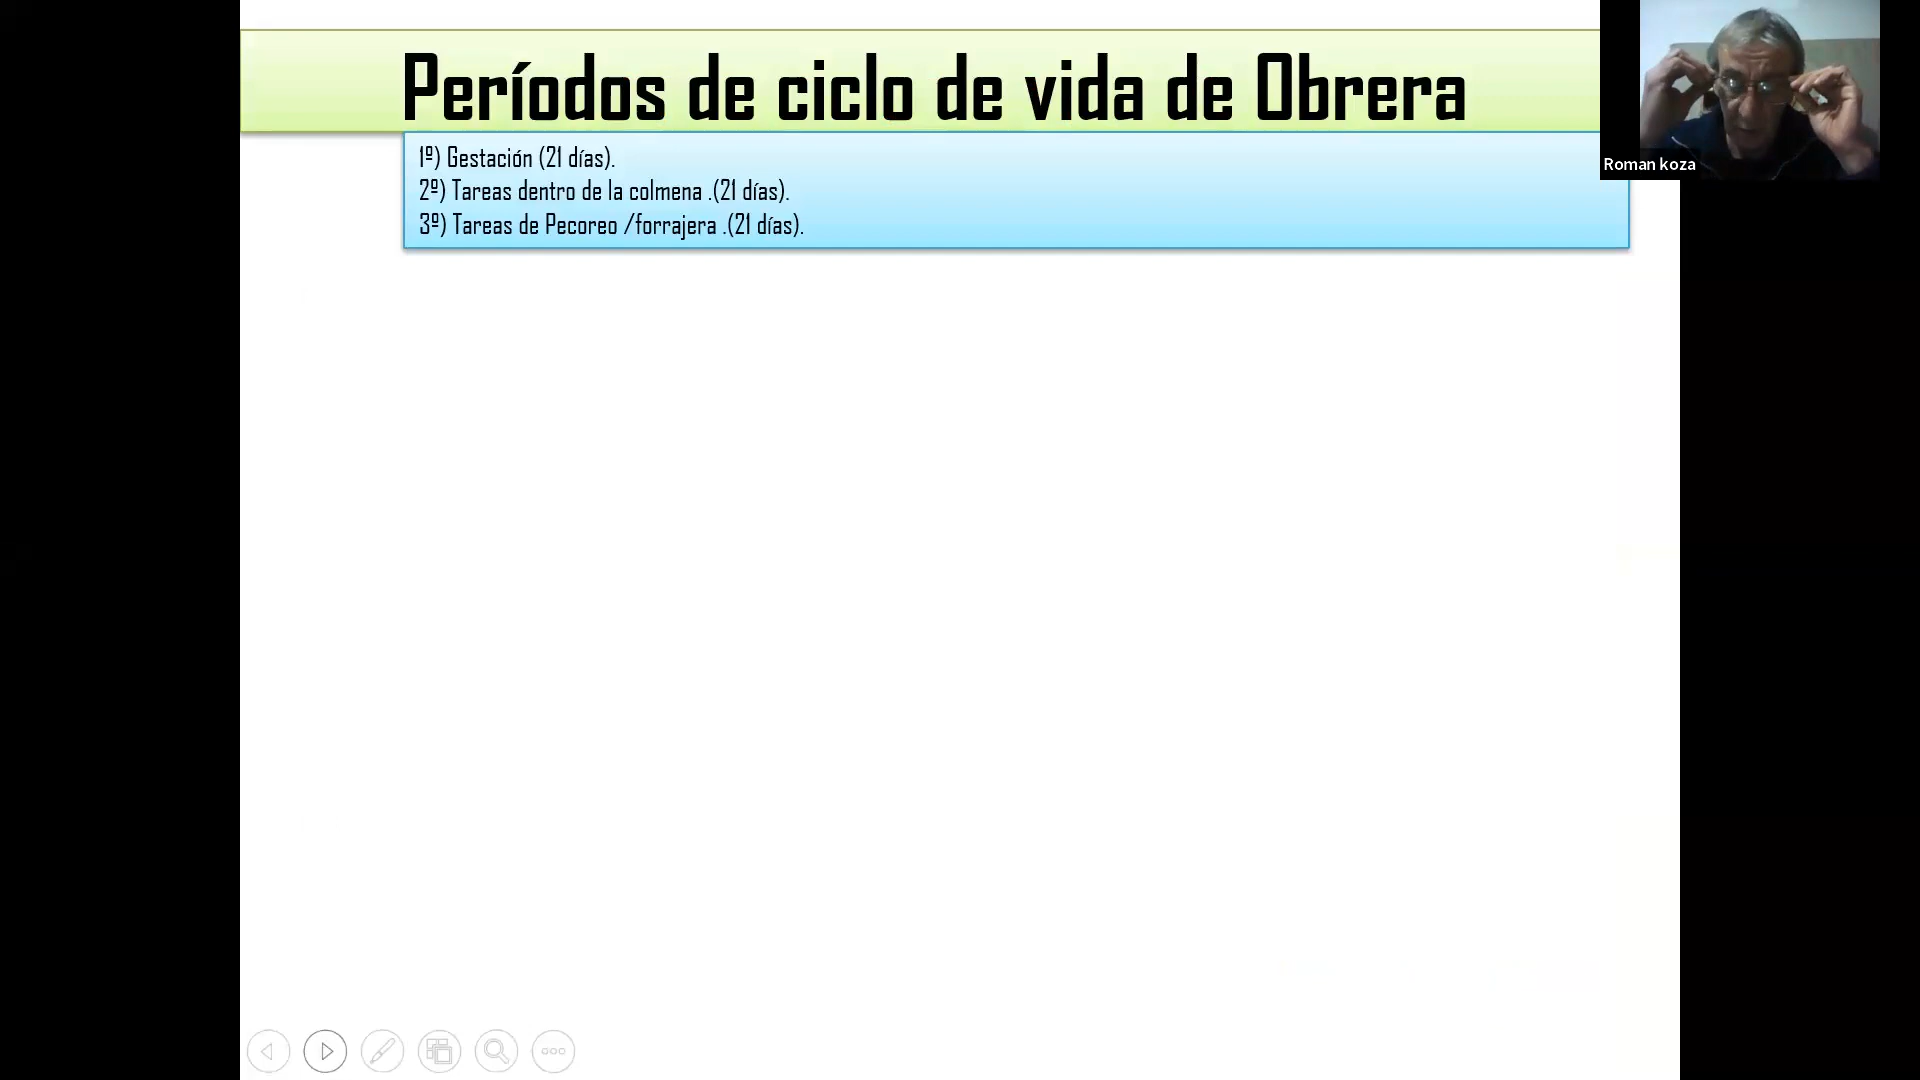 Períodos de ciclo de vida de Obrera
1º) Gestación (21 días).
2º) Tareas dentro de la colmena .(21 días).
3º) Tareas de Pecoreo /forrajera .(21 días).
Roman koza